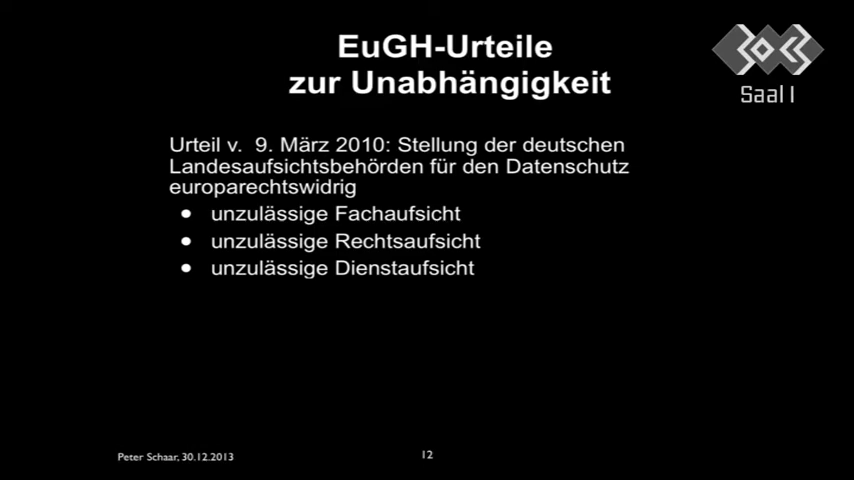 EuGH-Urteile
zur Unabhängigkeit
Saal 1
Urteil v. 9. März 2010: Stellung der deutschen
Landesaufsichtsbehörden für den Datenschutz
europarechtswidrig
• unzulässige Fachaufsicht
• unzulässige Rechtsaufsicht
• unzulässige Dienstaufsicht
Peter Schaar, 30.12.2013
12